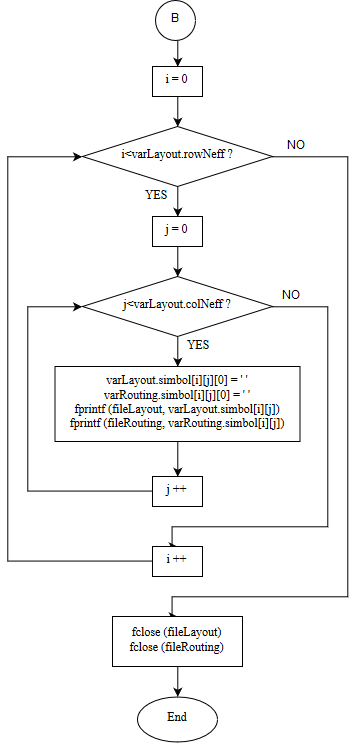 B
i = 0
i<varLayout.rowNeff ?
NO
YES
j = 0
j<varLayout.colNeff ?
NO
YES
varLayout.simbol[i][j][0] = ' '
varRouting.simbol[i][j][0] = ' '
fprintf (fileLayout, varLayout.simbol[i][j])
fprintf (fileRouting, varRouting.simbol[i][j])
j ++
i ++
fclose (fileLayout)
fclose (fileRouting)
End